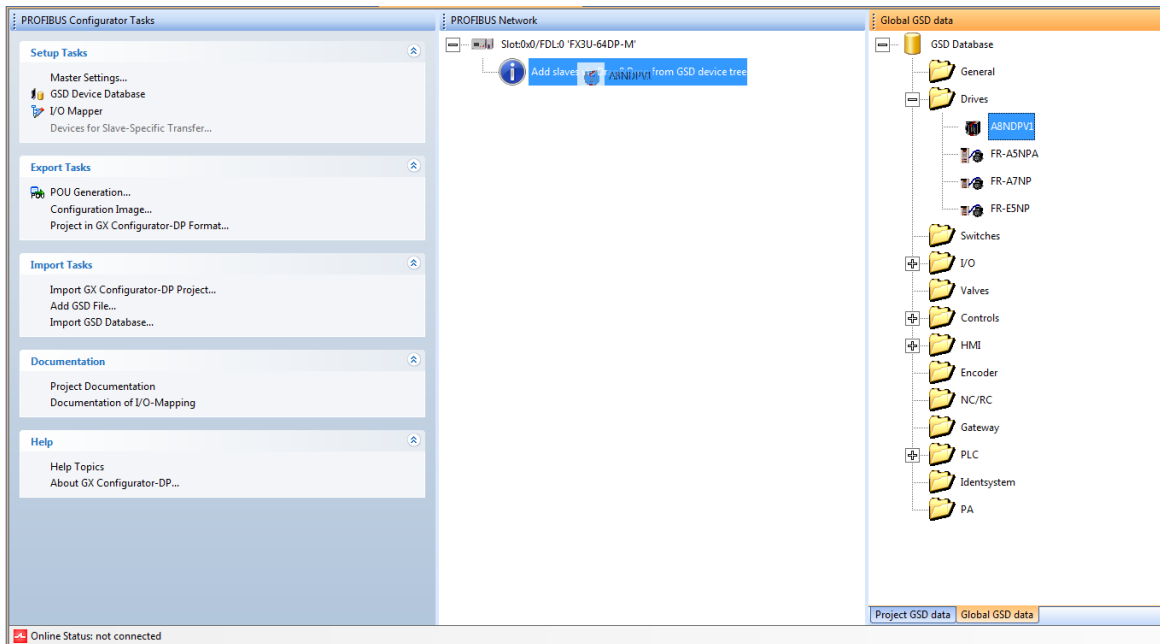 PROFIBUS Configurator Tasks
Setup Tasks
Master Settings...
GSD Device Database
I/O Mapper
Devices for Slave-Specific Transfer...
Export Tasks
POU Generation...
Configuration Image...
Project in GX Configurator-DP Format...
Import Tasks
Import GX Configurator-DP Project...
Add GSD File...
Import GSD Database...
Documentation
Project Documentation
Documentation of I/O-Mapping
Help
Help Topics
About GX Configurator-DP...
PROFIBUS Network
Slot:0x0/FDL:0 'FX3U-64DP-M'
Add slaves from GSD device tree
A8NDPV1
Global GSD data
GSD Database
General
Drives
A8NDPV1
FR-A5NPA
FR-A7NP
FR-E5NP
Switches
I/O
Valves
Controls
HMI
Encoder
NC/RC
Gateway
PLC
Identsystem
PA
Project GSD data
Global GSD data
Online Status: not connected